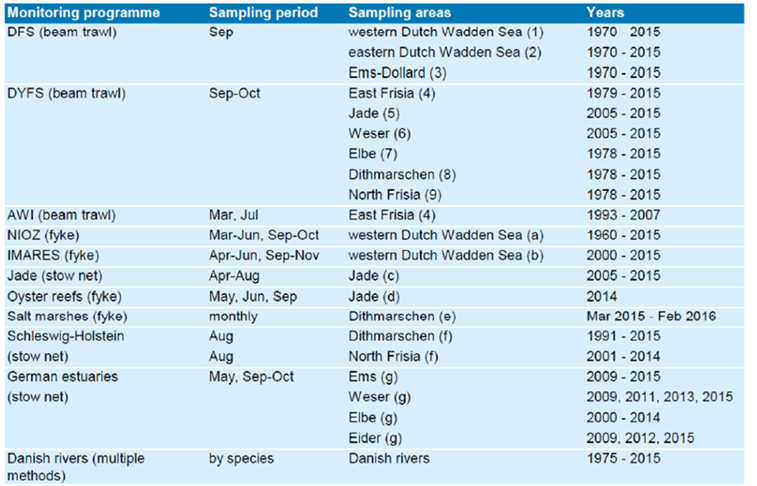 Monitoring programme Sampling period Sampling areas Years
DFS (beam trawl) Sep western Dutch Wadden Sea (1) 1970 - 2015
eastern Dutch Wadden Sea (2) 1970 - 2015
Ems-Dollard (3) 1970 - 2015
DYFS (beam trawl) Sep-Oct East Frisia (4) 1979 - 2015
Jade (5) 2005 - 2015
Weser (6) 2005 - 2015
Elbe (7) 1978 - 2015
Dithmarschen (8) 1978 - 2015
North Frisia (9) 1978 - 2015
AWI (beam trawl) Mar, Jul East Frisia (4) 1993 - 2007
NIOZ (fyke) Mar-Jun, Sep-Oct western Dutch Wadden Sea (a) 1960 - 2015
IMARES (fyke) Apr-Jun, Sep-Nov western Dutch Wadden Sea (b) 2000 - 2015
Jade (stow net) Apr-Aug Jade (c) 2005 - 2015
Oyster reefs (fyke) May, Jun, Sep Jade (d) 2014
Salt marshes (fyke) monthly Dithmarschen (e) Mar 2015 - Feb 2016
Schleswig-Holstein Aug Dithmarschen (f) 1991 - 2015
(stow net) Aug North Frisia (f) 2001 - 2014
German estuaries May, Sep-Oct Ems (g) 2009 - 2015
(stow net) Weser (g) 2009, 2011, 2013, 2015
Elbe (g) 2000 - 2014
Eider (g) 2009, 2012, 2015
Danish rivers (multiple by species Danish rivers 1975 - 2015
methods)